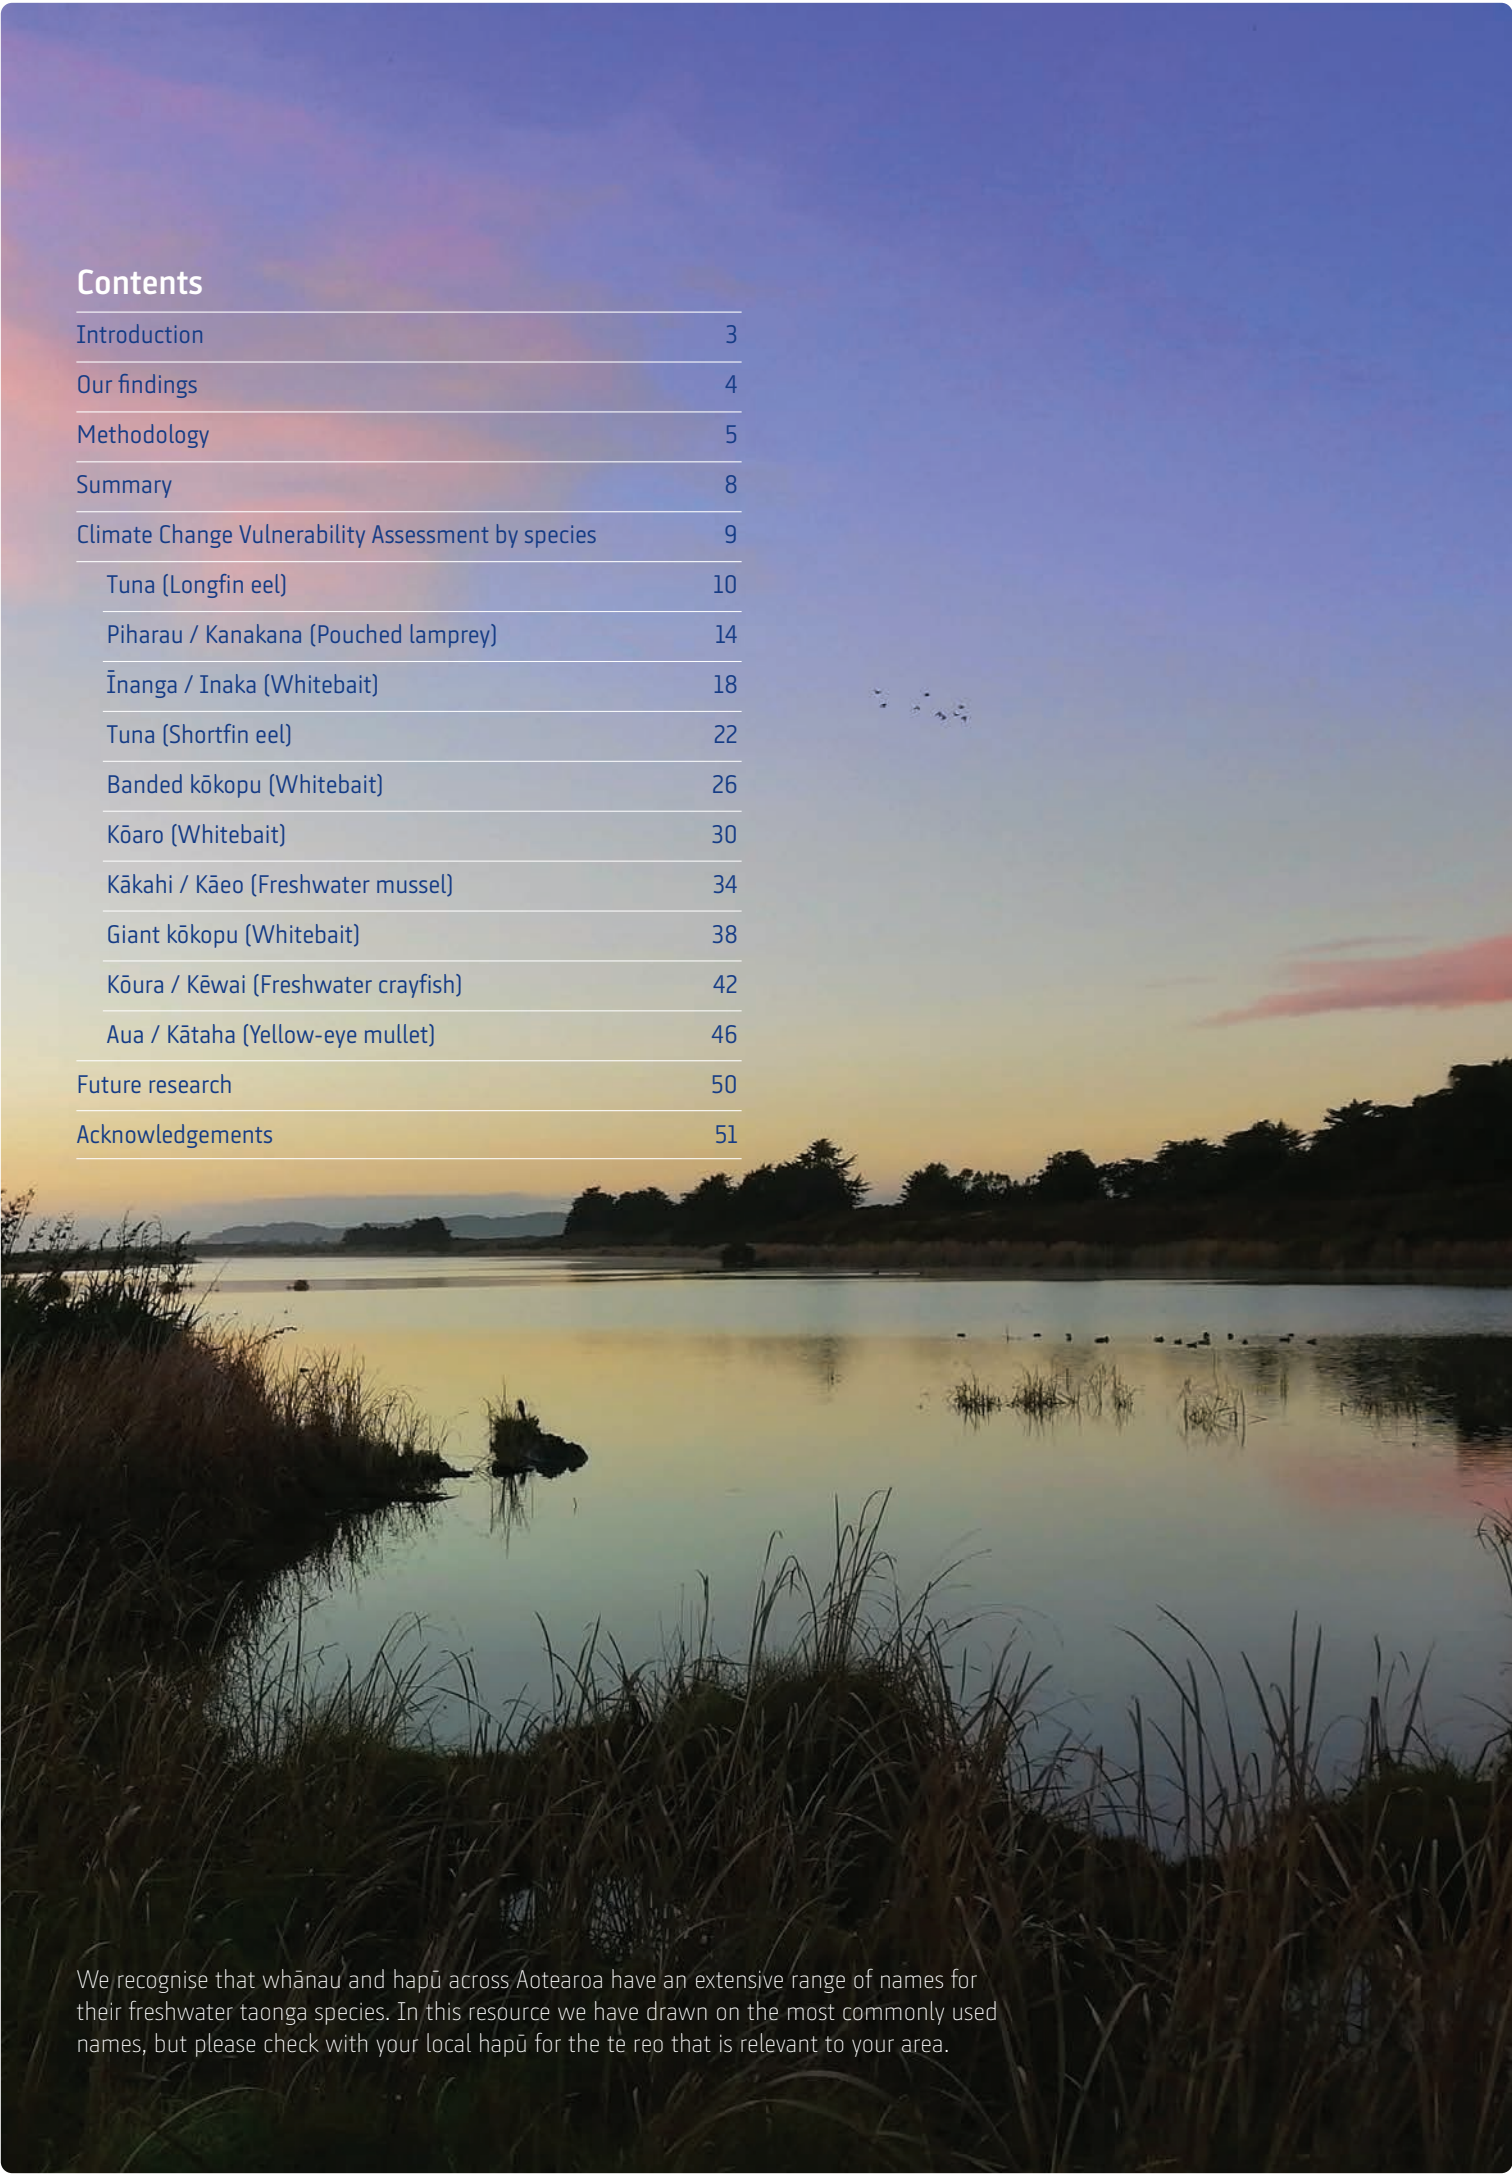 Contents
Introduction 3
Our findings 4
Methodology 5
Summary 8
Climate Change Vulnerability Assessment by species 9
Tuna (Longfin eel) 10
Piharau / Kanakana (Pouched lamprey) 14
Īnanga / Inaka (Whitebait) 18
Tuna (Shortfin eel) 22
Banded kōkopu (Whitebait) 26
Kōaro (Whitebait) 30
Kākahi / Kāeo (Freshwater mussel) 34
Giant kōkopu (Whitebait) 38
Kōura / Kēwai (Freshwater crayfish) 42
Aua / Kātaha (Yellow-eye mullet) 46
Future research 50
Acknowledgements 51
We recognise that whānau and hapū across Aotearoa have an extensive range of names for
their freshwater taonga species. In this resource we have drawn on the most commonly used
names, but please check with your local hapū for the te reo that is relevant to your area.